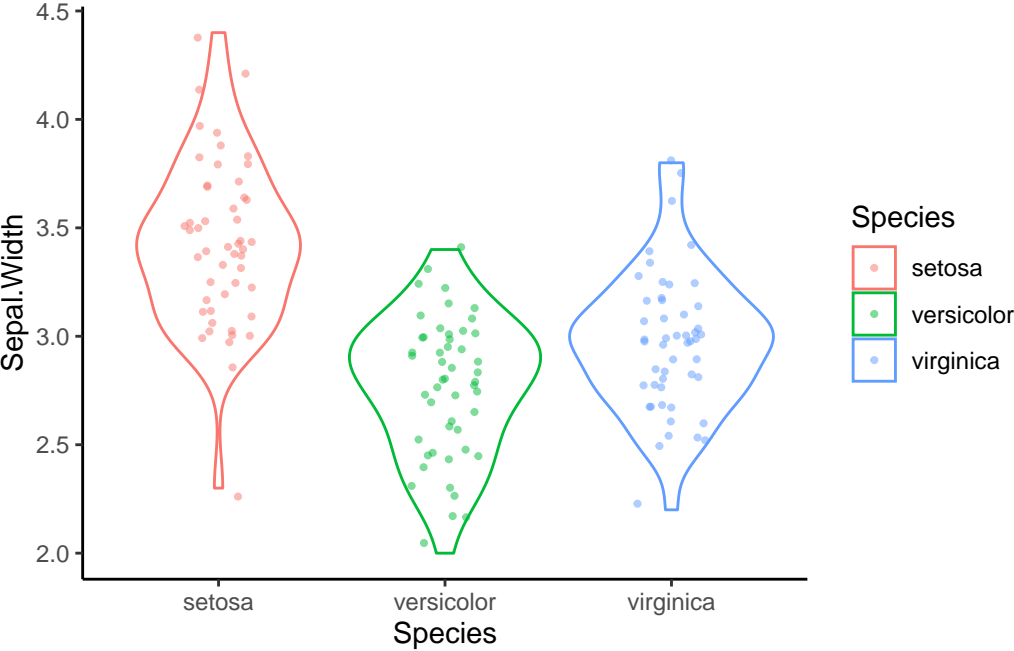 4.5
4.0
3.5
3.0
2.5
2.0
Sepal.Width
setosa versicolor virginica
Species
Species
setosa
versicolor
virginica